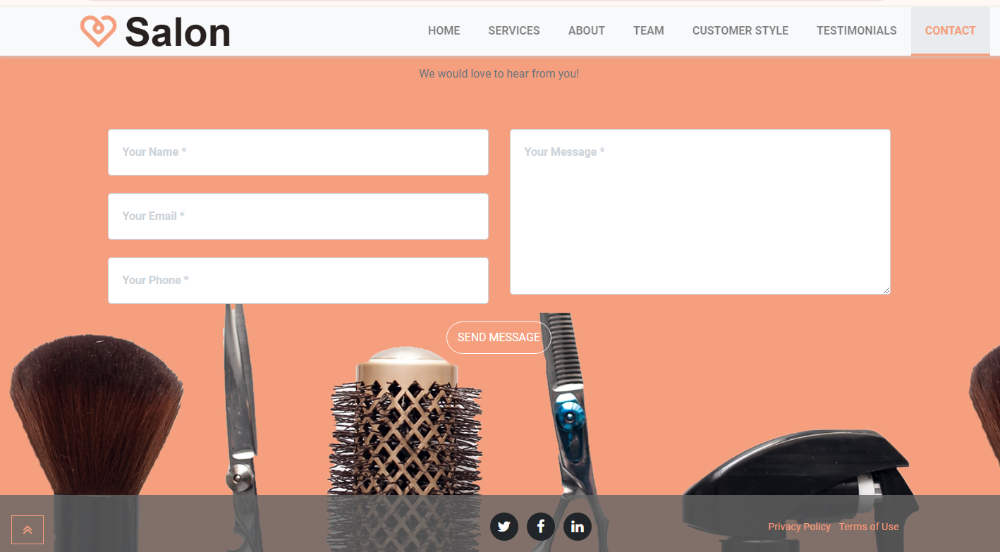 Salon
HOME SERVICES ABOUT TEAM CUSTOMER STYLE TESTIMONIALS CONTACT
We would love to hear from you!
Your Name *
Your Email *
Your Phone *
Your Message *
SEND MESSAGE
Privacy Policy Terms of Use